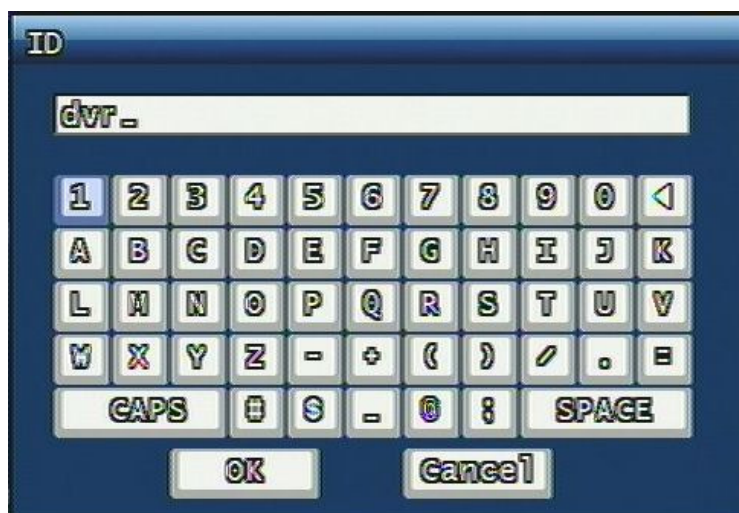 ID
dvr_
1 2 3 4 5 6 7 8 9 0 ◁
A B C D E F G H I J K
L M N O P Q R S T U V
W X Y Z - + ( ) / . =
CAPS # $ _ @ : SPACE
OK Cancel